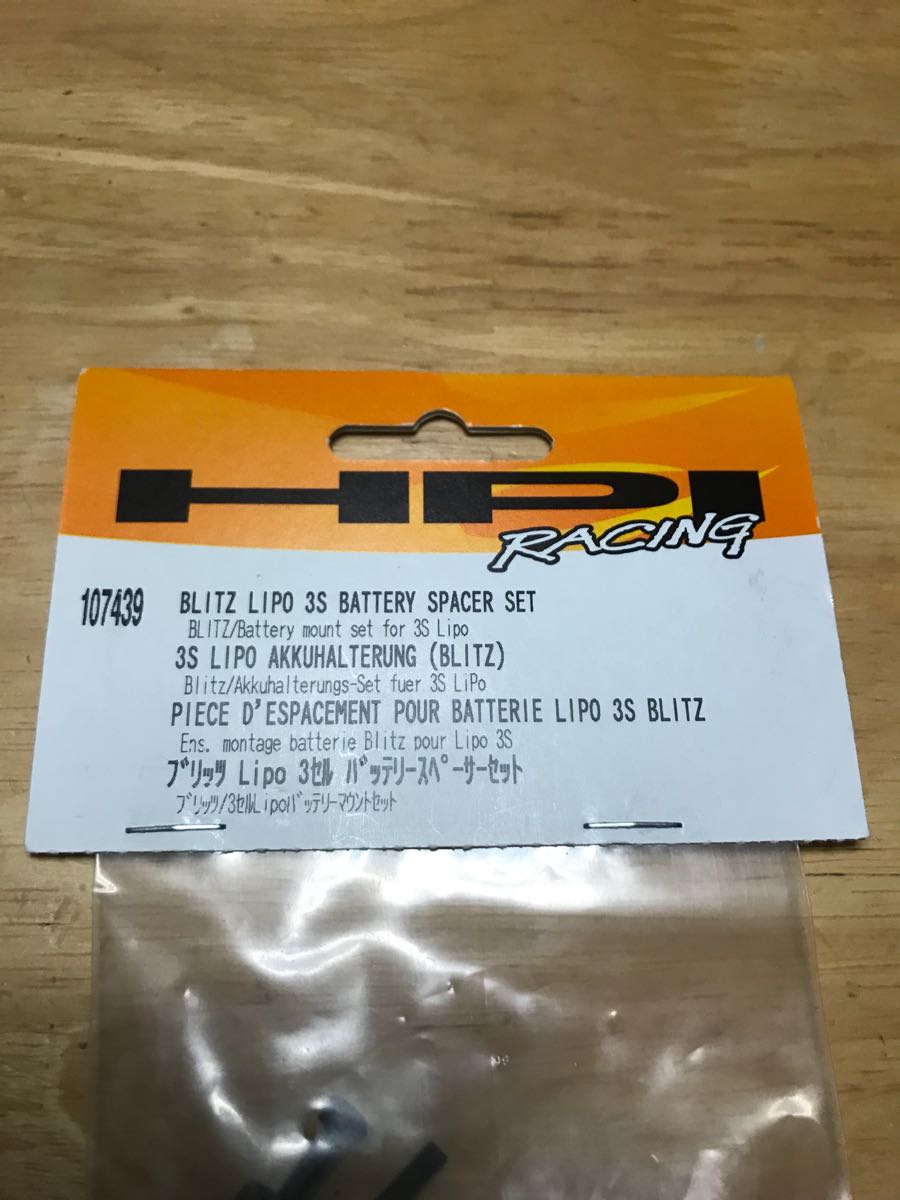 HPI
RACING
107439 BLITZ LIPO 3S BATTERY SPACER SET
BLITZ/Battery mount set for 3S Lipo
3S LIPO AKKUHALTERUNG (BLITZ)
Blitz/Akkuhalterungs-Set fuer 3S LiPo
PIECE D'ESPACEMENT POUR BATTERIE LIPO 3S BLITZ
Ens. montage batterie Blitz pour Lipo 3S
ﾌﾞﾘｯﾂ Lipo 3ｾﾙ ﾊﾞｯﾃﾘｰｽﾍﾟｰｻｰｾｯﾄ
ﾌﾞﾘｯﾂ/3ｾﾙLipoﾊﾞｯﾃﾘｰﾏｳﾝﾄｾｯﾄ